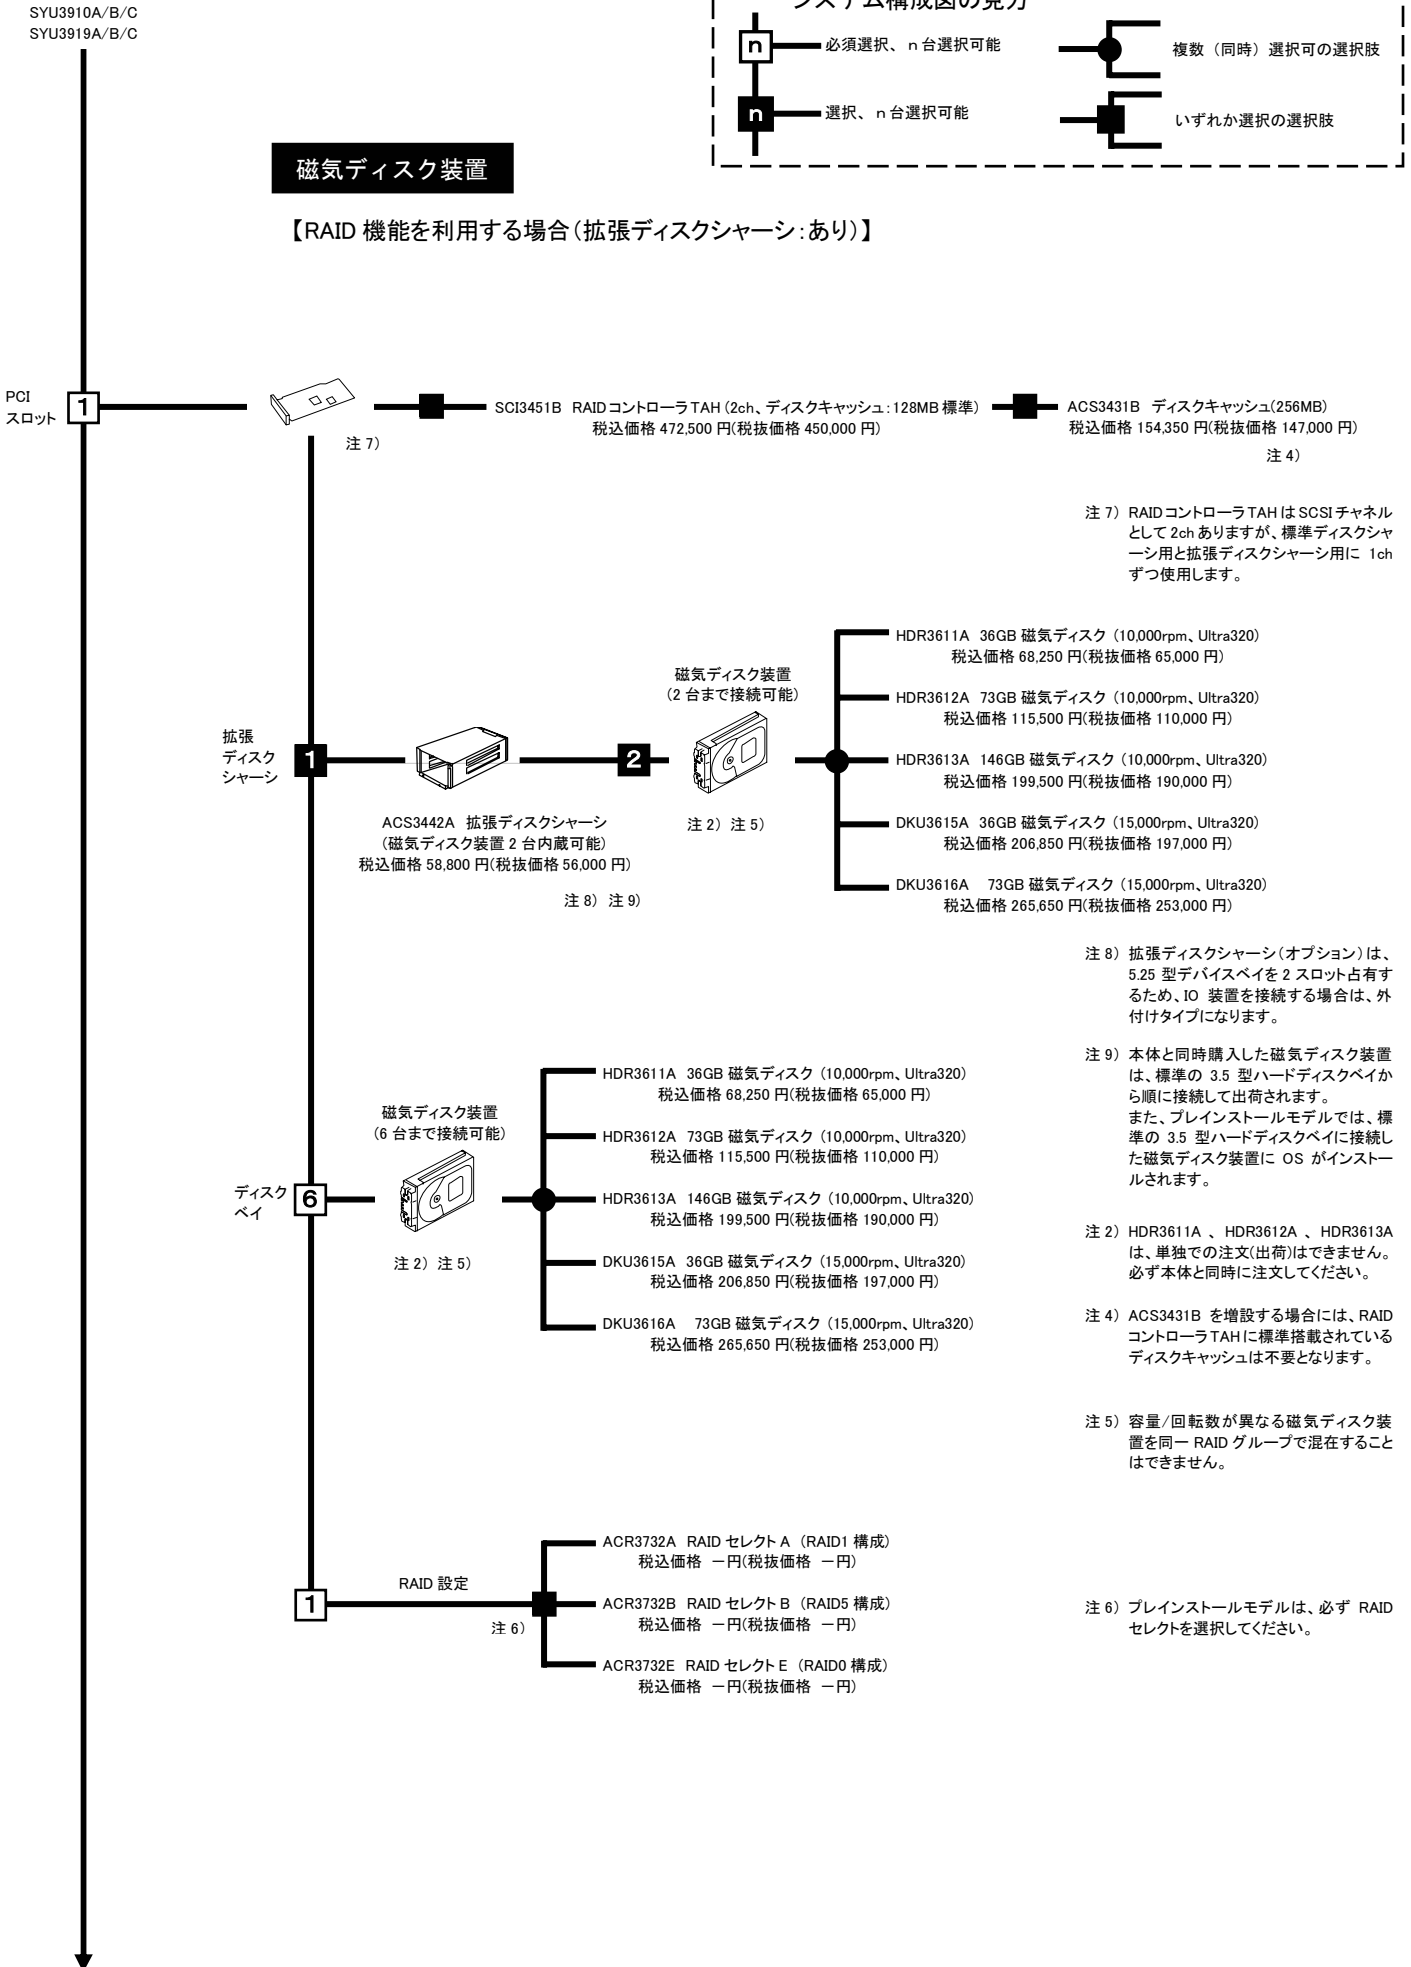 SYU3910A/B/C
SYU3919A/B/C
システム構成図の見方
n
必須選択、n台選択可能
複数（同時）選択可の選択肢
n
選択、n台選択可能
いずれか選択の選択肢
磁気ディスク装置
【RAID 機能を利用する場合（拡張ディスクシャーシ：あり）】
PCI
スロット
1
注 7）
SCI3451B RAIDコントローラTAH（2ch、ディスクキャッシュ：128MB 標準）
税込価格 472,500 円(税抜価格 450,000 円)
ACS3431B ディスクキャッシュ(256MB)
税込価格 154,350 円(税抜価格 147,000 円)
注 4）
注 7） RAIDコントローラTAHはSCSIチャネル
として 2ch ありますが、標準ディスクシャ
ーシ用と拡張ディスクシャーシ用に 1ch
ずつ使用します。
拡張
ディスク
シャーシ
1
ACS3442A 拡張ディスクシャーシ
(磁気ディスク装置 2 台内蔵可能)
税込価格 58,800 円(税抜価格 56,000 円)
注 8） 注 9）
2
磁気ディスク装置
(2 台まで接続可能)
注 2） 注 5）
HDR3611A 36GB 磁気ディスク（10,000rpm、Ultra320）
税込価格 68,250 円(税抜価格 65,000 円)
HDR3612A 73GB 磁気ディスク（10,000rpm、Ultra320）
税込価格 115,500 円(税抜価格 110,000 円)
HDR3613A 146GB 磁気ディスク（10,000rpm、Ultra320）
税込価格 199,500 円(税抜価格 190,000 円)
DKU3615A 36GB 磁気ディスク（15,000rpm、Ultra320）
税込価格 206,850 円(税抜価格 197,000 円)
DKU3616A 73GB 磁気ディスク（15,000rpm、Ultra320）
税込価格 265,650 円(税抜価格 253,000 円)
注 8） 拡張ディスクシャーシ（オプション）は、
5.25 型デバイスベイを 2 スロット占有す
るため、IO 装置を接続する場合は、外
付けタイプになります。
注 9） 本体と同時購入した磁気ディスク装置
は、標準の 3.5 型ハードディスクベイか
ら順に接続して出荷されます。
また、プレインストールモデルでは、標
準の 3.5 型ハードディスクベイに接続し
た磁気ディスク装置に OS がインストー
ルされます。
ディスク
ベイ
6
磁気ディスク装置
(6 台まで接続可能)
注 2） 注 5）
HDR3611A 36GB 磁気ディスク（10,000rpm、Ultra320）
税込価格 68,250 円(税抜価格 65,000 円)
HDR3612A 73GB 磁気ディスク（10,000rpm、Ultra320）
税込価格 115,500 円(税抜価格 110,000 円)
HDR3613A 146GB 磁気ディスク（10,000rpm、Ultra320）
税込価格 199,500 円(税抜価格 190,000 円)
DKU3615A 36GB 磁気ディスク（15,000rpm、Ultra320）
税込価格 206,850 円(税抜価格 197,000 円)
DKU3616A 73GB 磁気ディスク（15,000rpm、Ultra320）
税込価格 265,650 円(税抜価格 253,000 円)
注 2） HDR3611A 、HDR3612A 、HDR3613A
は、単独での注文(出荷)はできません。
必ず本体と同時に注文してください。
注 4） ACS3431B を増設する場合には、RAID
コントローラTAHに標準搭載されている
ディスクキャッシュは不要となります。
注 5） 容量/回転数が異なる磁気ディスク装
置を同一 RAID グループで混在すること
はできません。
1
RAID 設定
注 6）
ACR3732A RAID セレクト A （RAID1 構成）
税込価格 －円(税抜価格 －円)
ACR3732B RAID セレクト B （RAID5 構成）
税込価格 －円(税抜価格 －円)
ACR3732E RAID セレクト E （RAID0 構成）
税込価格 －円(税抜価格 －円)
注 6） プレインストールモデルは、必ず RAID
セレクトを選択してください。